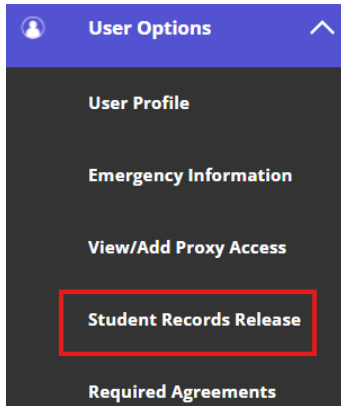 User Options
User Profile
Emergency Information
View/Add Proxy Access
Student Records Release
Required Agreements